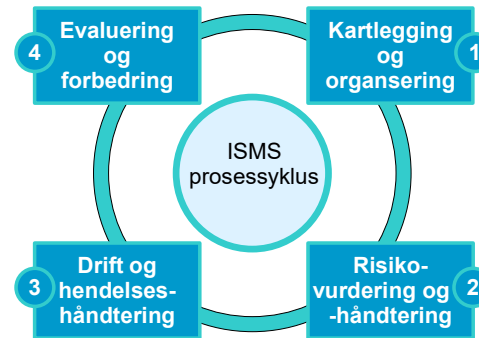 4
Evaluering
og
forbedring
Kartlegging
og
organsering
1
ISMS
prosessyklus
3
Drift og
hendelses-
håndtering
Risiko-
vurdering og
-håndtering
2